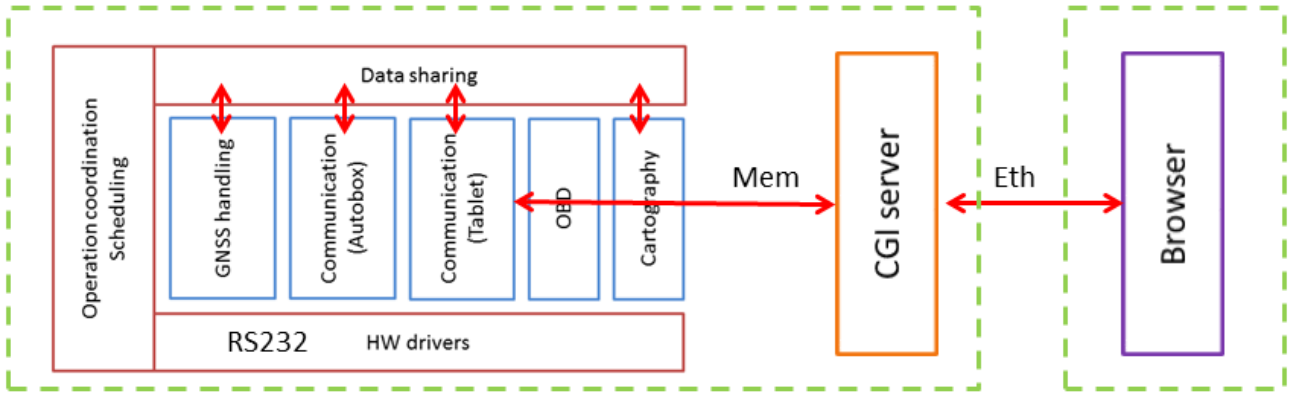 Operation coordination
Scheduling
Data sharing
GNSS handling
Communication
(Autobox)
Communication
(Tablet)
OBD
Cartography
RS232
HW drivers
Mem
CGI server
Eth
Browser